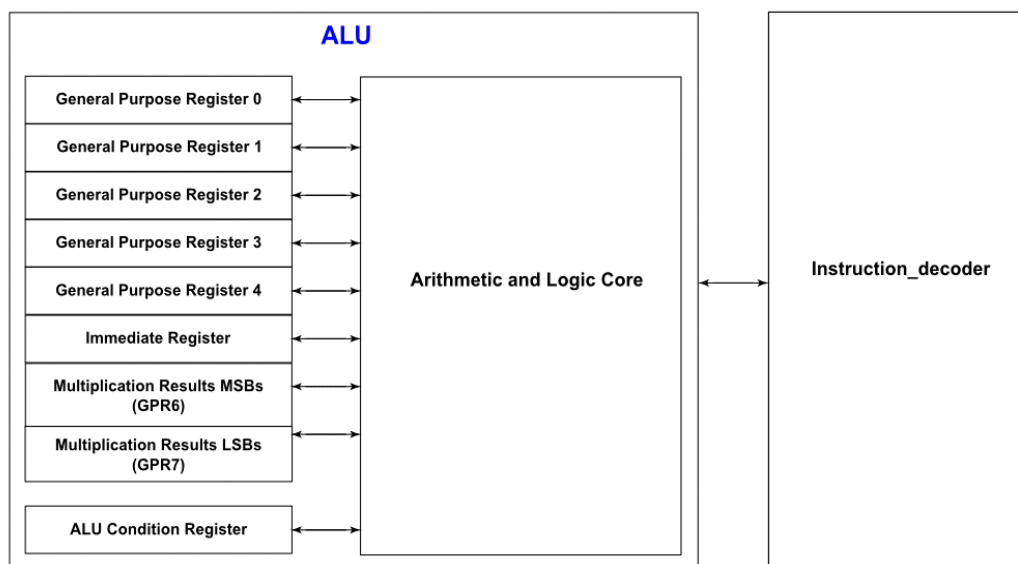 ALU
General Purpose Register 0
General Purpose Register 1
General Purpose Register 2
General Purpose Register 3
General Purpose Register 4
Immediate Register
Multiplication Results MSBs
(GPR6)
Multiplication Results LSBs
(GPR7)
ALU Condition Register
Arithmetic and Logic Core
Instruction_decoder